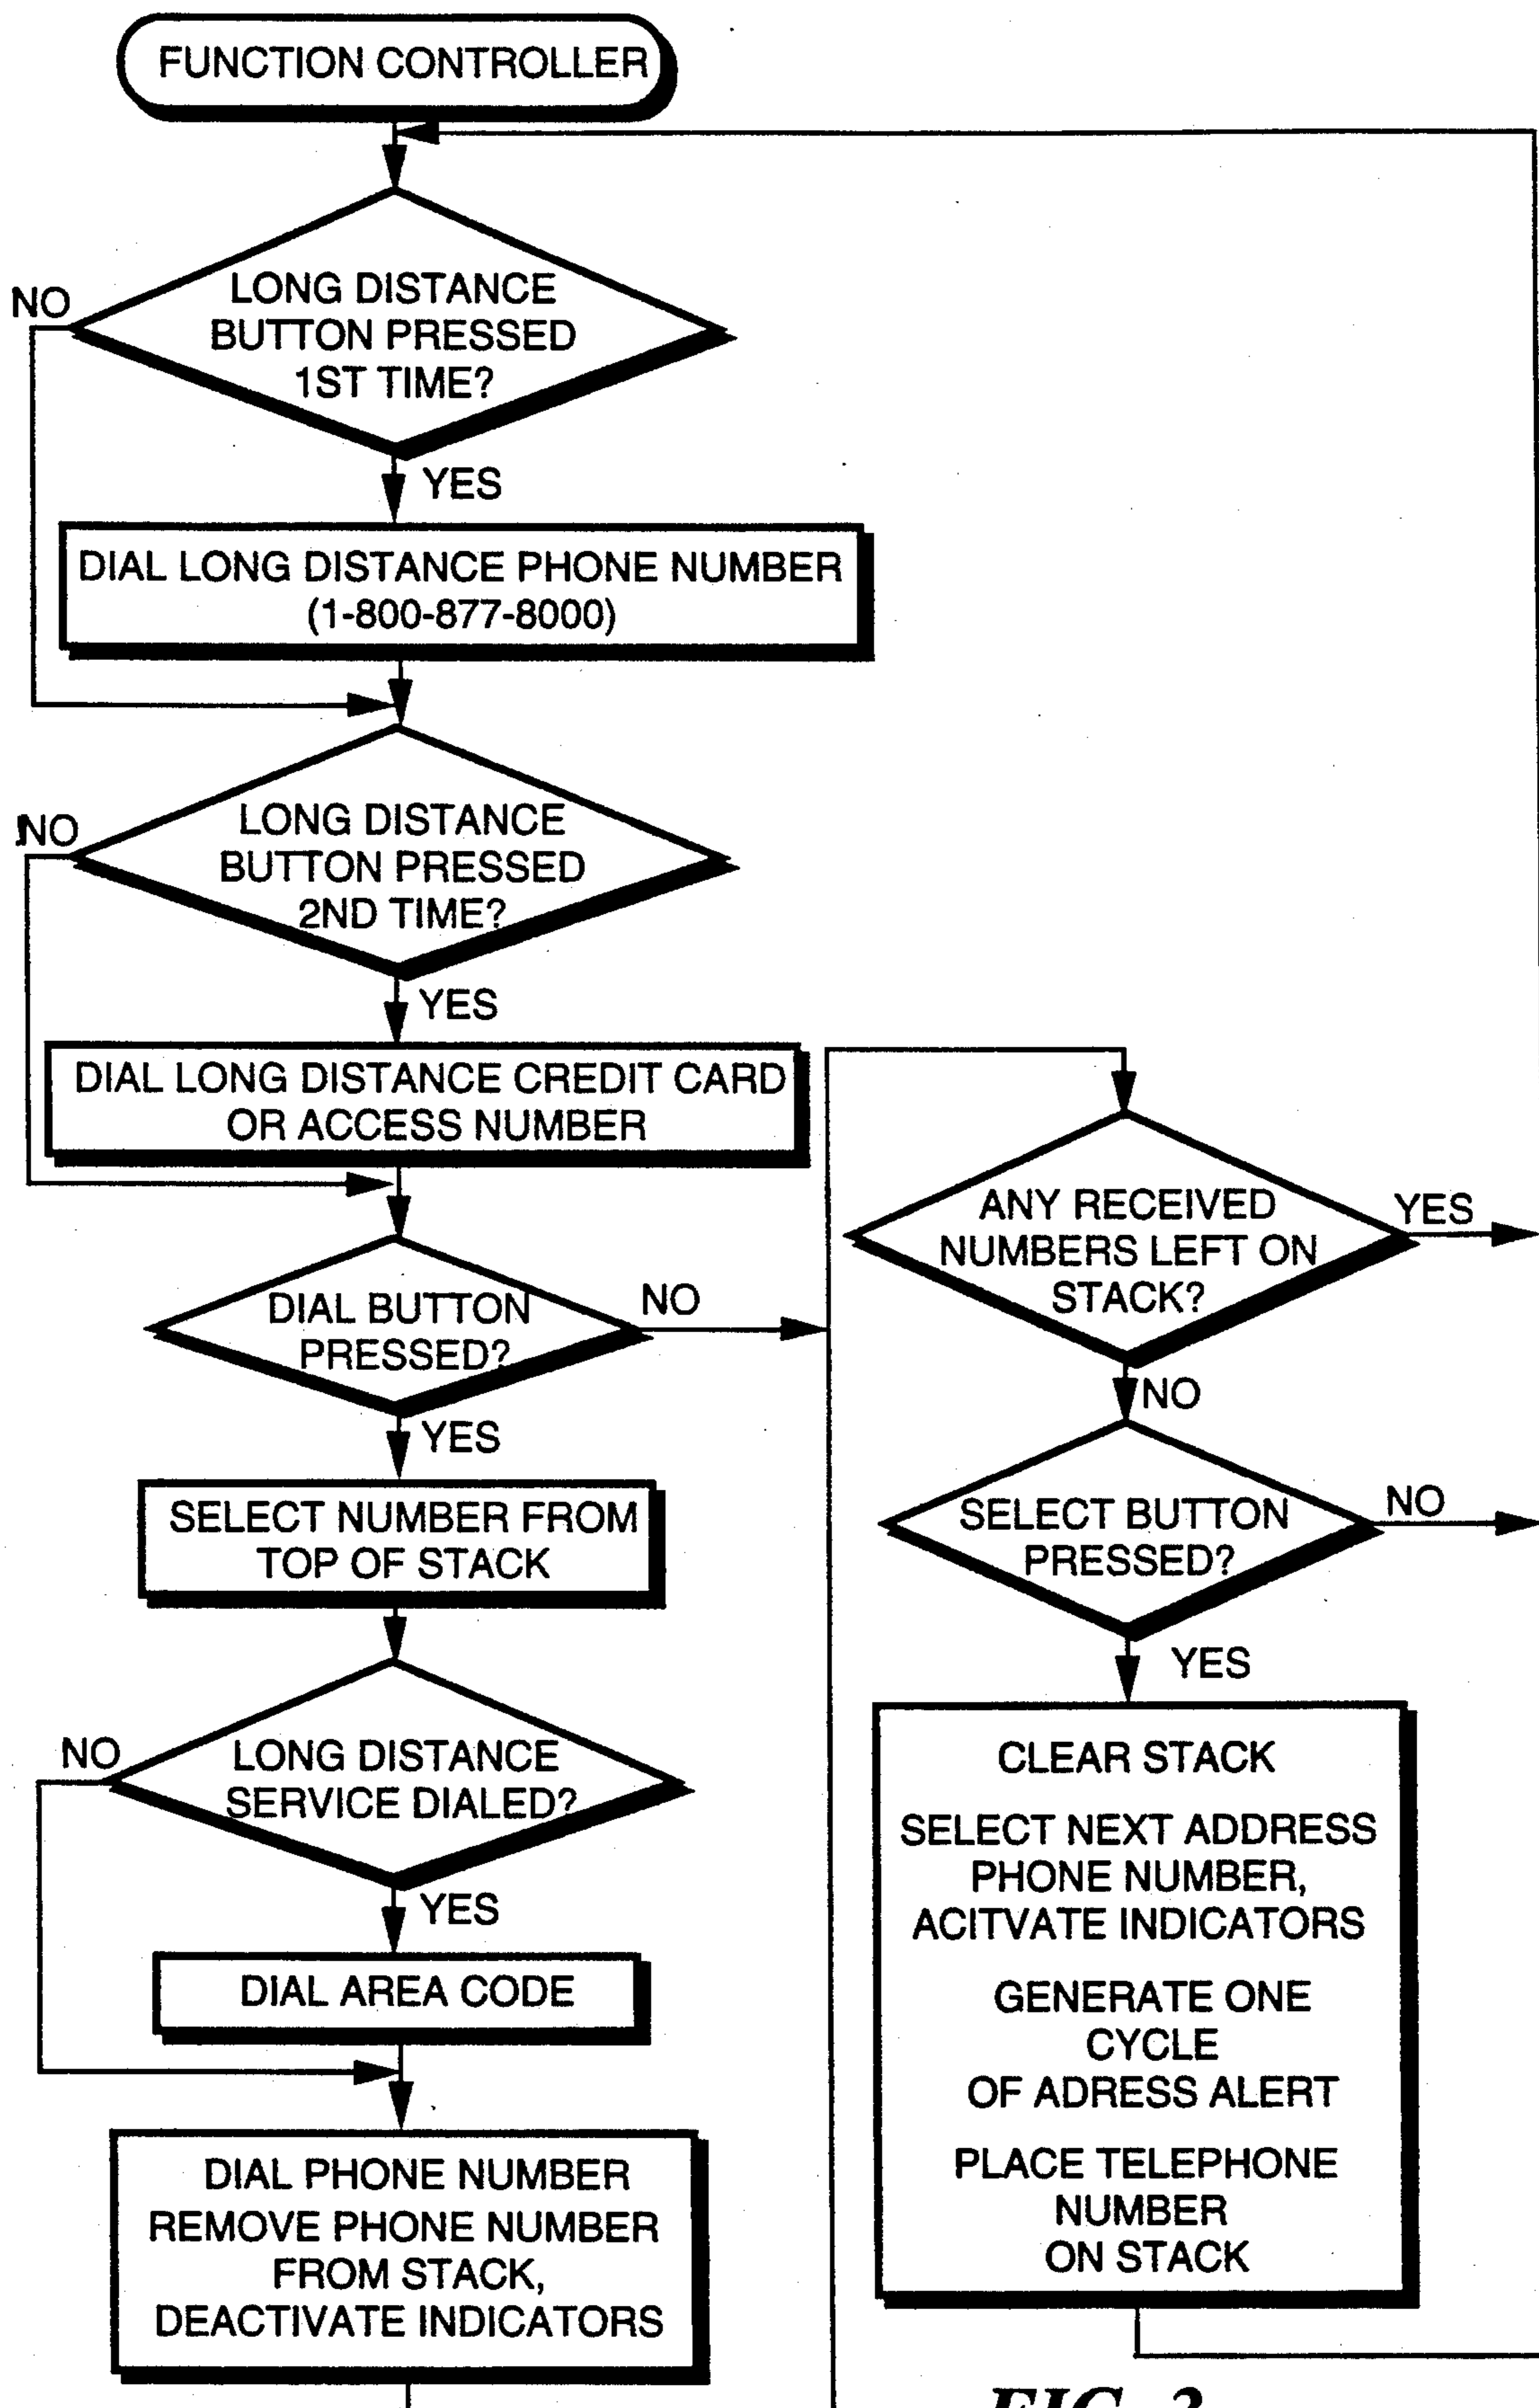 FUNCTION CONTROLLER
LONG DISTANCE
BUTTON PRESSED
1ST TIME?
NO
YES
DIAL LONG DISTANCE PHONE NUMBER
(1-800-877-8000)
LONG DISTANCE
BUTTON PRESSED
2ND TIME?
NO
YES
DIAL LONG DISTANCE CREDIT CARD
OR ACCESS NUMBER
DIAL BUTTON
PRESSED?
NO
YES
SELECT NUMBER FROM
TOP OF STACK
LONG DISTANCE
SERVICE DIALED?
NO
YES
DIAL AREA CODE
DIAL PHONE NUMBER
REMOVE PHONE NUMBER
FROM STACK,
DEACTIVATE INDICATORS
ANY RECEIVED
NUMBERS LEFT ON
STACK?
YES
NO
SELECT BUTTON
PRESSED?
NO
YES
CLEAR STACK
SELECT NEXT ADDRESS
PHONE NUMBER,
ACITVATE INDICATORS
GENERATE ONE
CYCLE
OF ADRESS ALERT
PLACE TELEPHONE
NUMBER
ON STACK